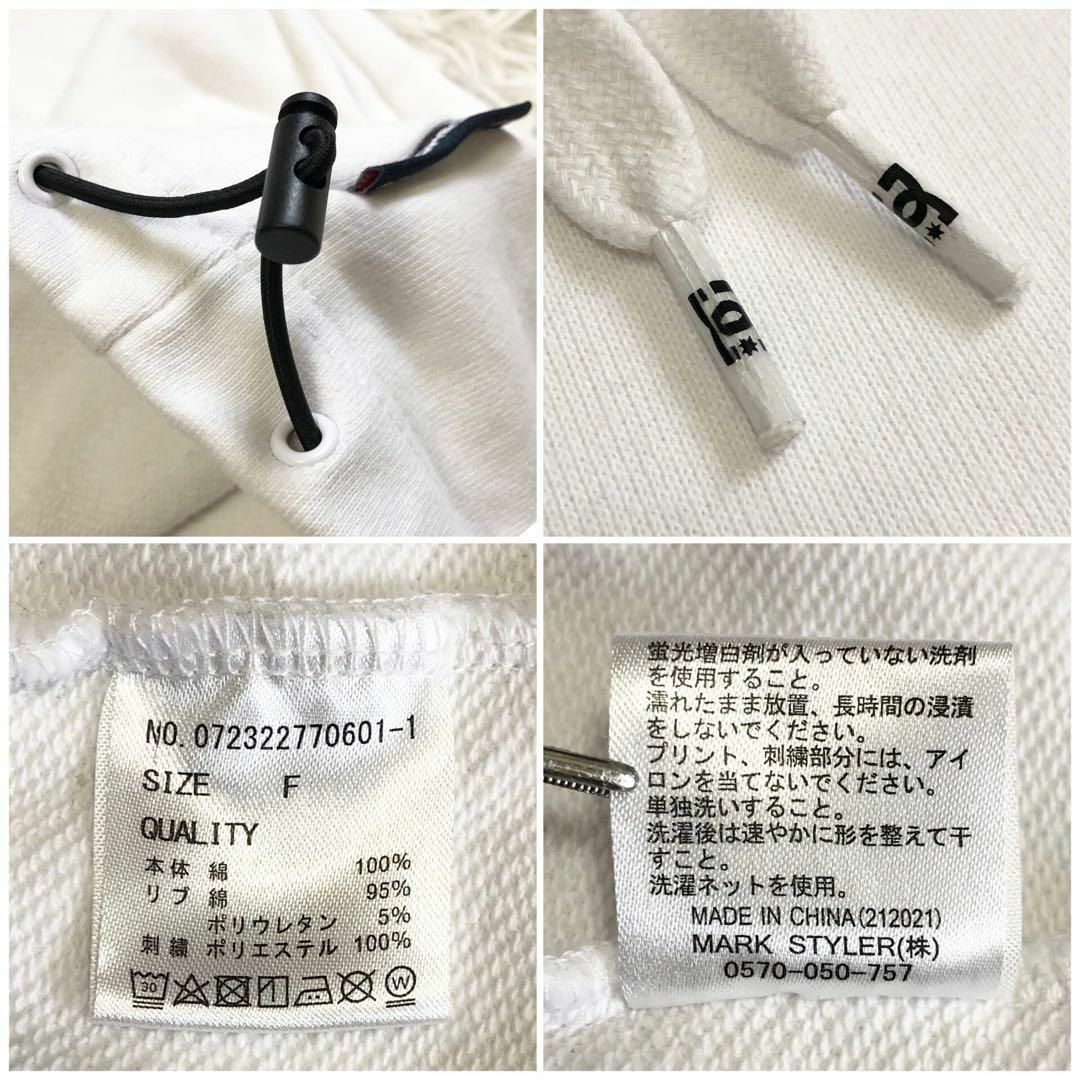 DC
DC
NO. 072322770601-1
SIZE F
QUALITY
本体 綿 100%
リブ 綿 95%
ポリウレタン 5%
刺繍 ポリエステル 100%
30
W
蛍光増白剤が入っていない洗剤
を使用すること。
濡れたまま放置、長時間の浸漬
をしないでください。
プリント、刺繍部分には、アイ
ロンを当てないでください。
単独洗いすること。
洗濯後は速やかに形を整えて干
すこと。
洗濯ネットを使用。
MADE IN CHINA(212021)
MARK STYLER(株)
0570-050-757